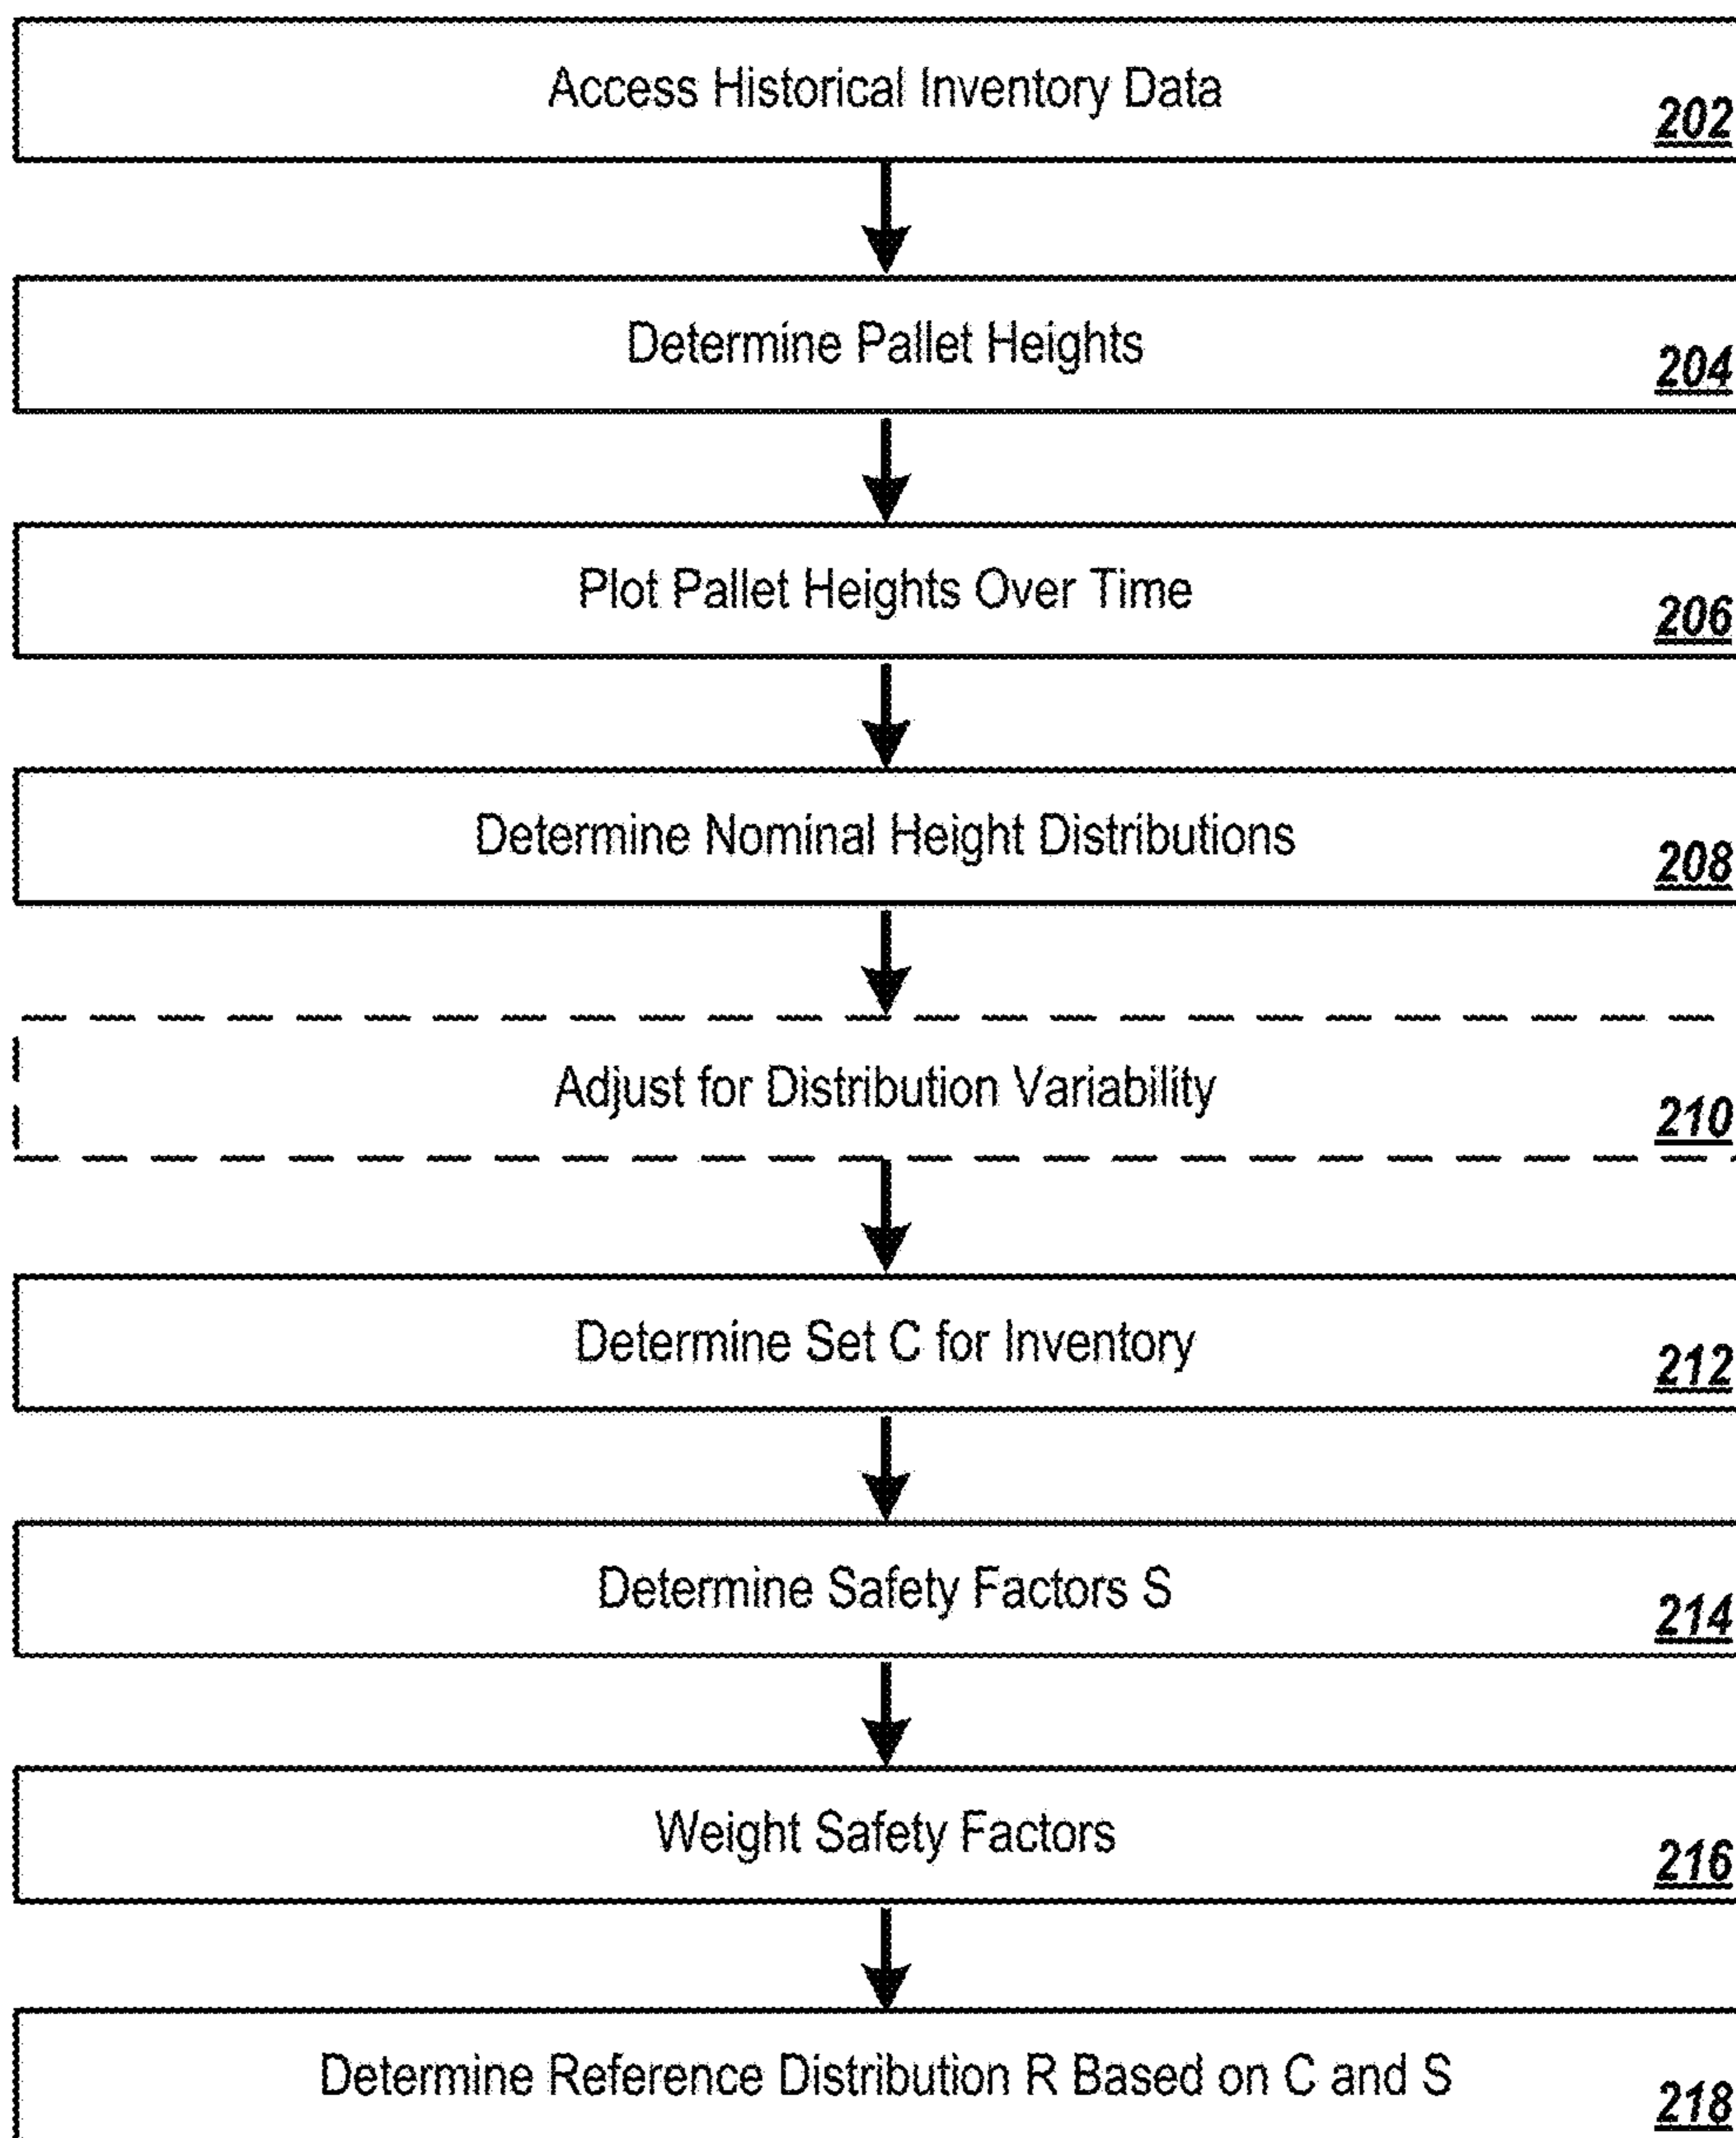 Access Historical Inventory Data
202
Determine Pallet Heights
204
Plot Pallet Heights Over Time
206
Determine Nominal Height Distributions
208
Adjust for Distribution Variability
210
Determine Set C for Inventory
212
Determine Safety Factors S
214
Weight Safety Factors
216
Determine Reference Distribution R Based on C and S
218